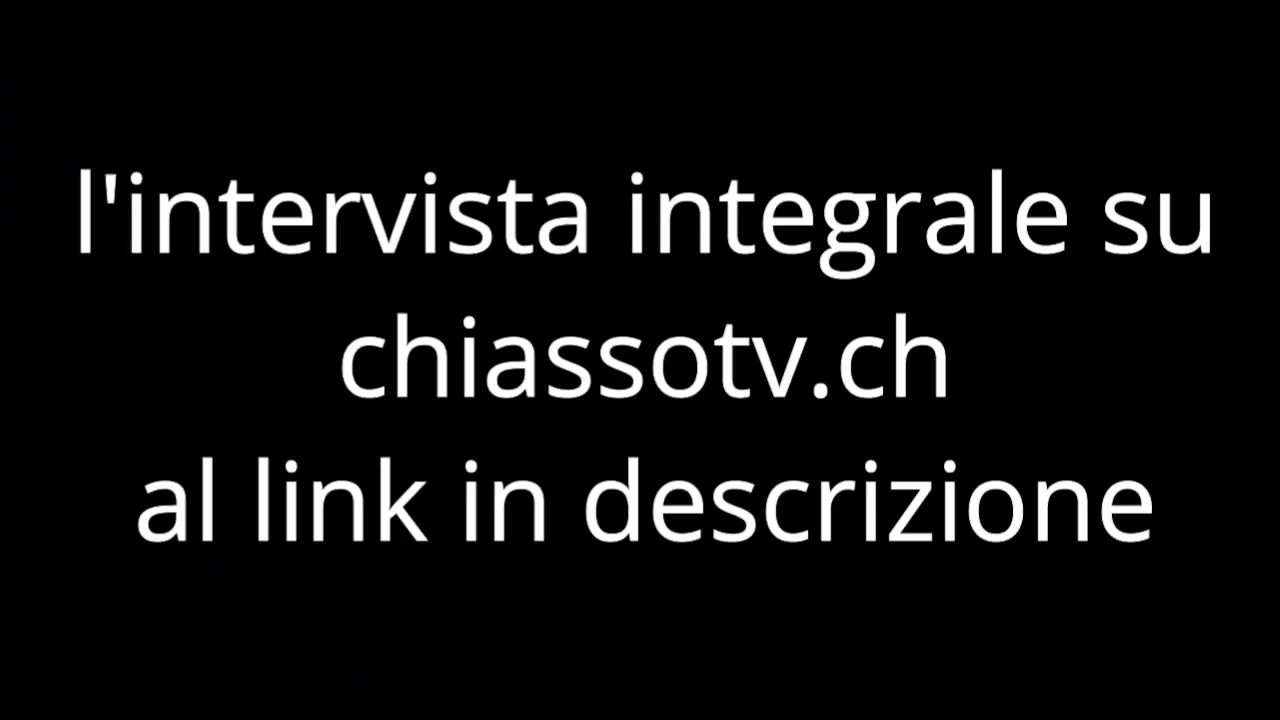 l'intervista integrale su
chiassotv.ch
al link in descrizione